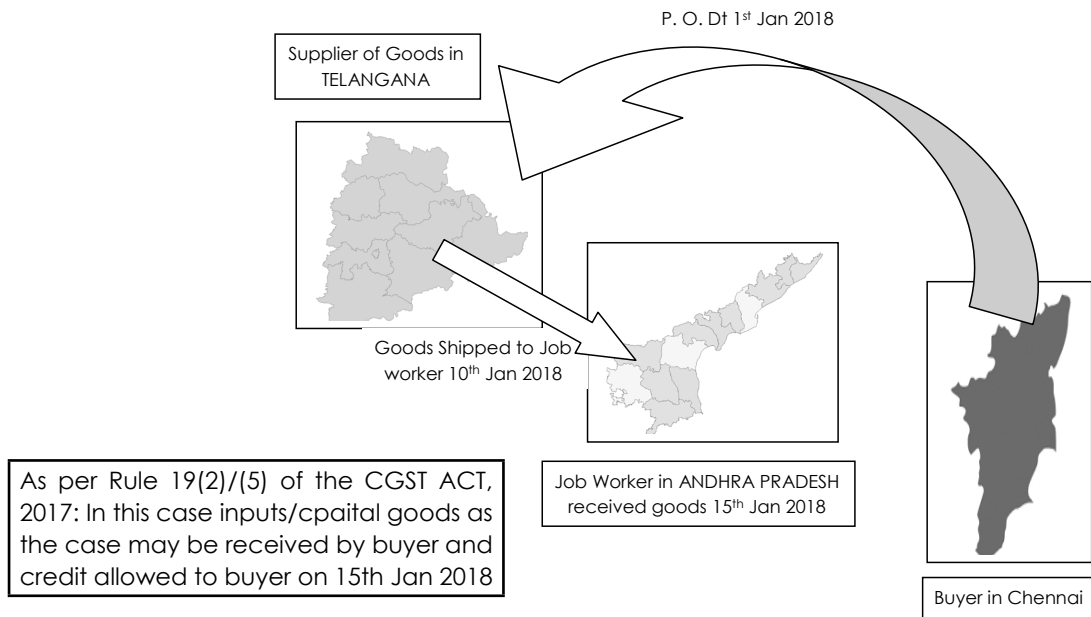 P. O. Dt 1st Jan 2018
Supplier of Goods in
TELANGANA
Goods Shipped to Job
worker 10th Jan 2018
As per Rule 19(2)/(5) of the CGST ACT,
2017: In this case inputs/cpaital goods as
the case may be received by buyer and
credit allowed to buyer on 15th Jan 2018
Job Worker in ANDHRA PRADESH
received goods 15th Jan 2018
Buyer in Chennai